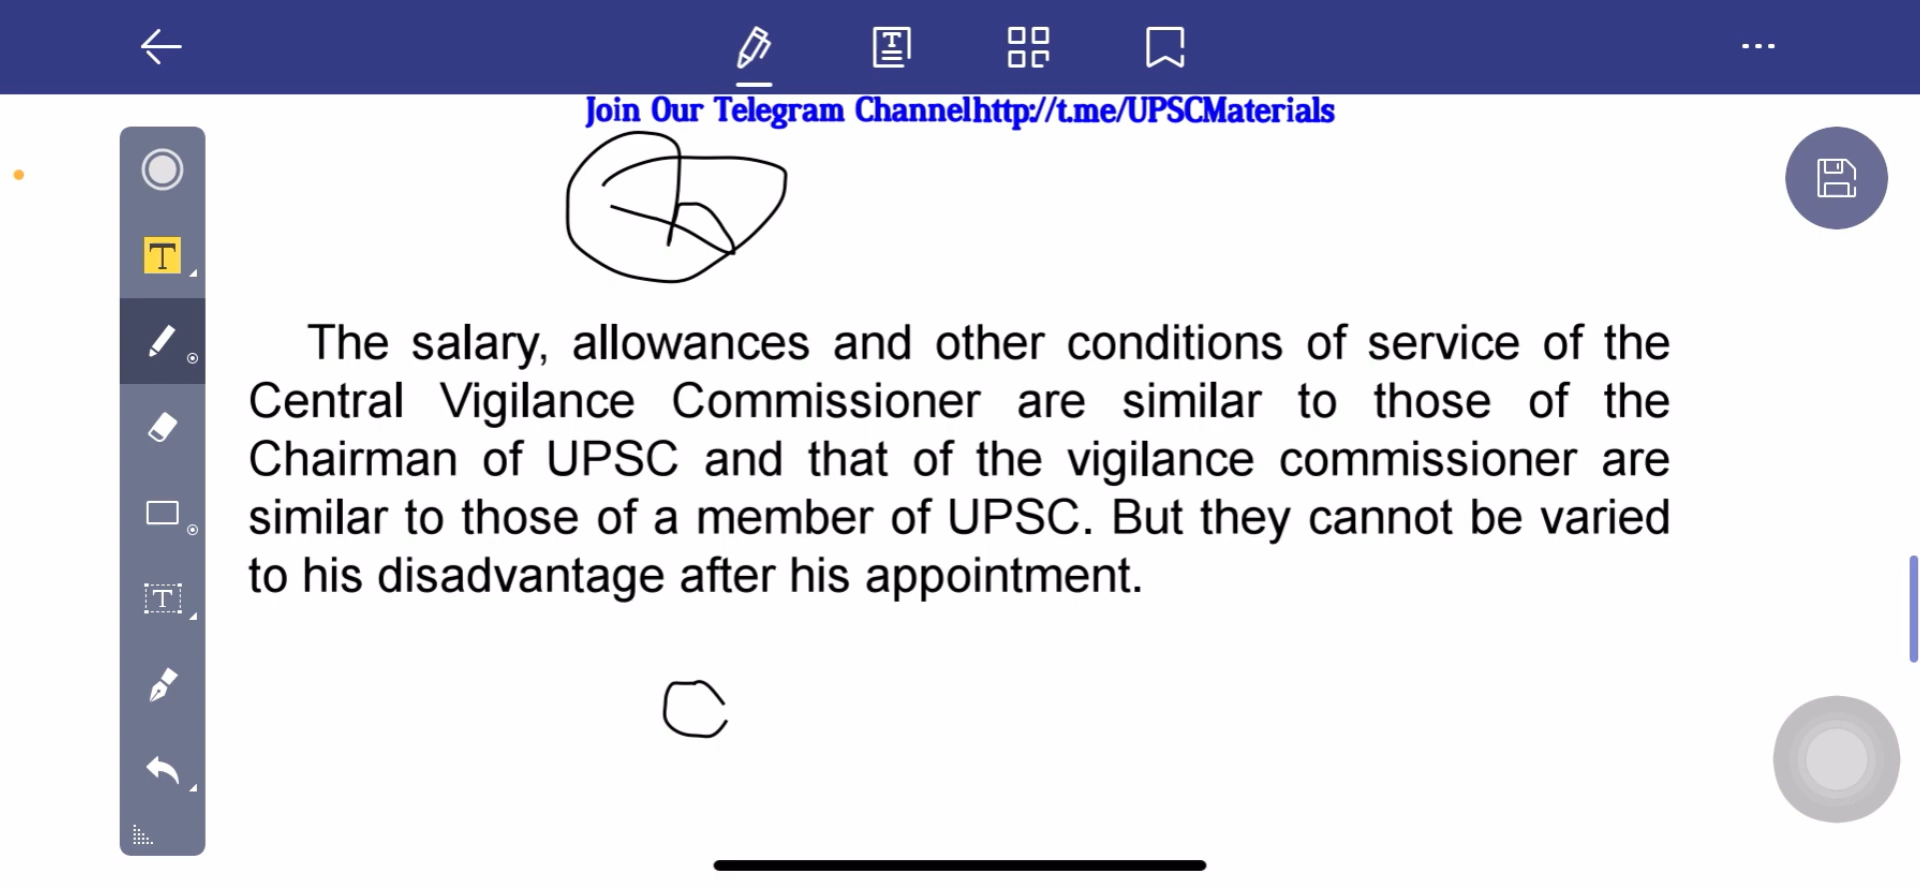 Join Our Telegram Channelhttp://t.me/UPSCMaterials
The salary, allowances and other conditions of service of the
Central Vigilance Commissioner are similar to those of the
Chairman of UPSC and that of the vigilance commissioner are
similar to those of a member of UPSC. But they cannot be varied
to his disadvantage after his appointment.